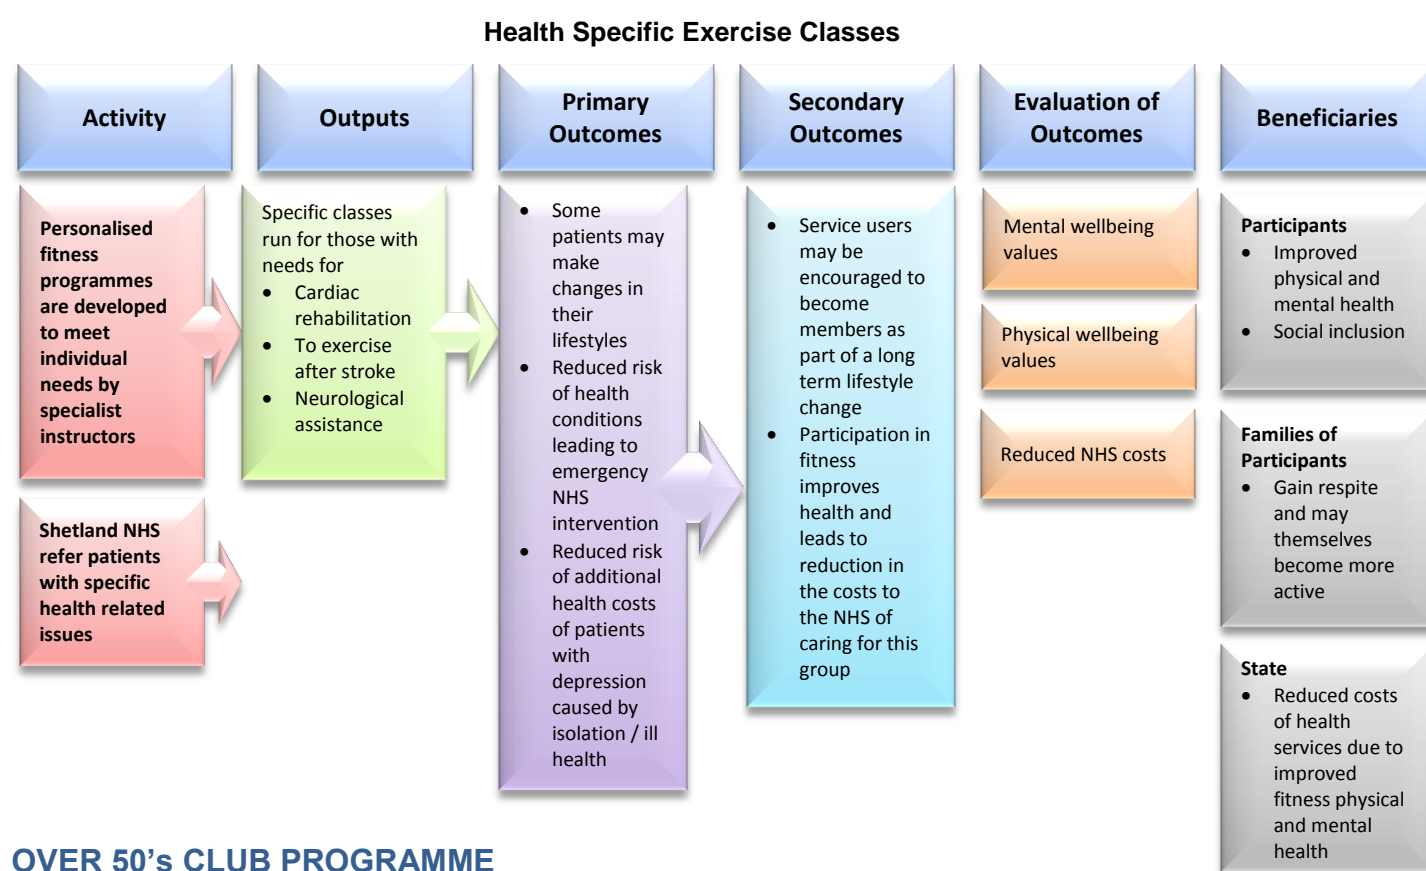 Health Specific Exercise Classes
Activity
Outputs
Primary
Outcomes
Secondary
Outcomes
Evaluation of
Outcomes
Beneficiaries
Personalised
fitness
programmes
are developed
to meet
individual
needs by
specialist
instructors
Shetland NHS
refer patients
with specific
health related
issues
Specific classes
run for those with
needs for
• Cardiac
rehabilitation
• To exercise
after stroke
• Neurological
assistance
• Some
patients may
make
changes in
their
lifestyles
• Reduced risk
of health
conditions
leading to
emergency
NHS
intervention
• Reduced risk
of additional
health costs
of patients
with
depression
caused by
isolation / ill
health
• Service users
may be
encouraged to
become
members as
part of a long
term lifestyle
change
• Participation in
fitness
improves
health and
leads to
reduction in
the costs to
the NHS of
caring for this
group
Mental wellbeing
values
Physical wellbeing
values
Reduced NHS costs
Participants
• Improved
physical and
mental health
• Social inclusion
Families of
Participants
• Gain respite
and may
themselves
become more
active
State
• Reduced costs
of health
services due to
improved
fitness physical
and mental
health
OVER 50's CLUB PROGRAMME